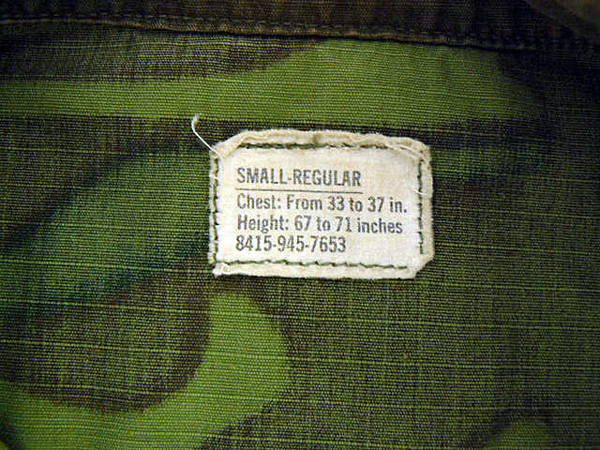 SMALL-REGULAR
Chest: From 33 to 37 in.
Height: 67 to 71 inches
8415-945-7653